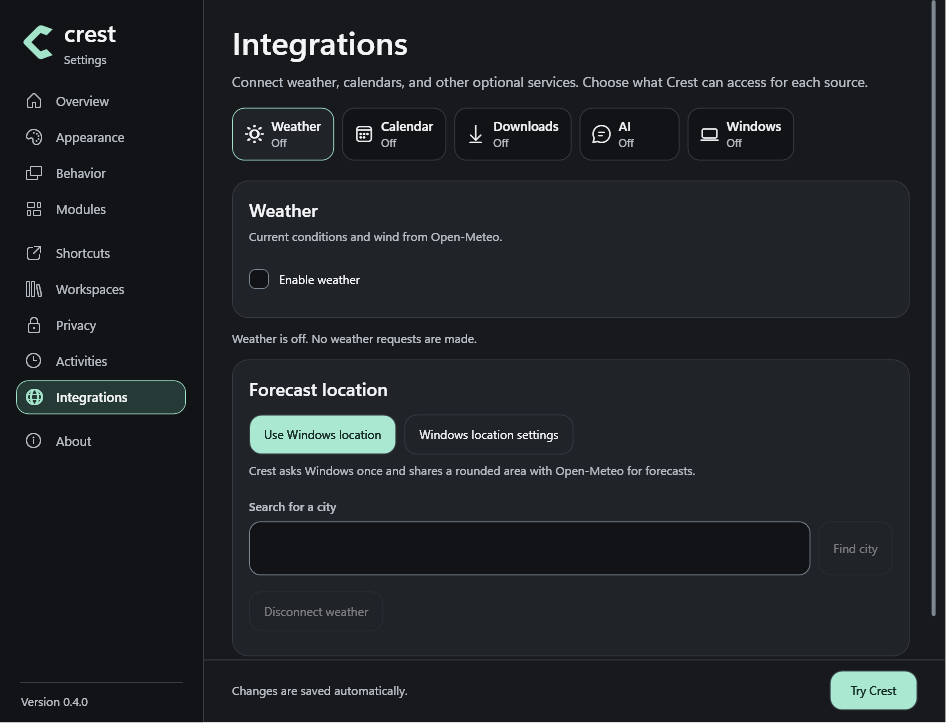 crest
Settings
Overview
Appearance
Behavior
Modules
Shortcuts
Workspaces
Privacy
Activities
Integrations
About
Version 0.4.0
Integrations
Connect weather, calendars, and other optional services. Choose what Crest can access for each source.
Weather
Off
Calendar
Off
Downloads
Off
AI
Off
Windows
Off
Weather
Current conditions and wind from Open-Meteo.
Enable weather
Weather is off. No weather requests are made.
Forecast location
Use Windows location
Windows location settings
Crest asks Windows once and shares a rounded area with Open-Meteo for forecasts.
Search for a city
Find city
Disconnect weather
Changes are saved automatically.
Try Crest